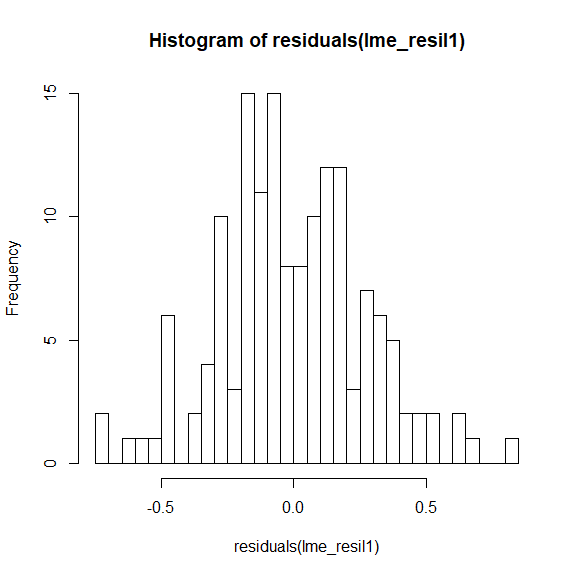 Histogram of residuals(lme_resil1)
Frequency
15
10
5
0
-0.5 0.0 0.5
residuals(lme_resil1)